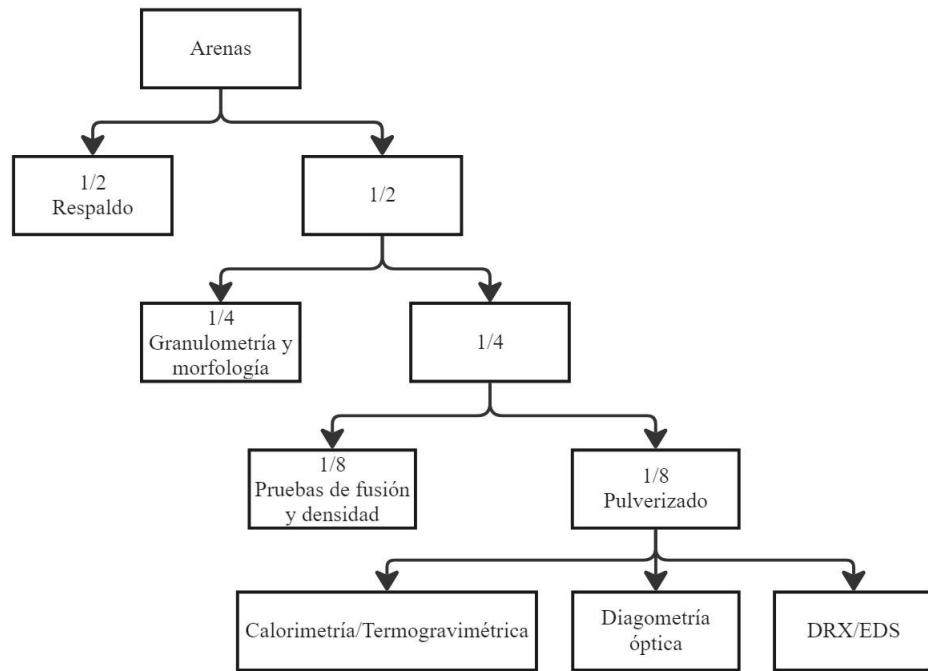 Arenas
1/2
Respaldo
1/2
1/4
Granulometría y
morfología
1/4
1/8
Pruebas de fusión
y densidad
1/8
Pulverizado
Calorimetría/Termogravimétrica
Diagometría
óptica
DRX/EDS